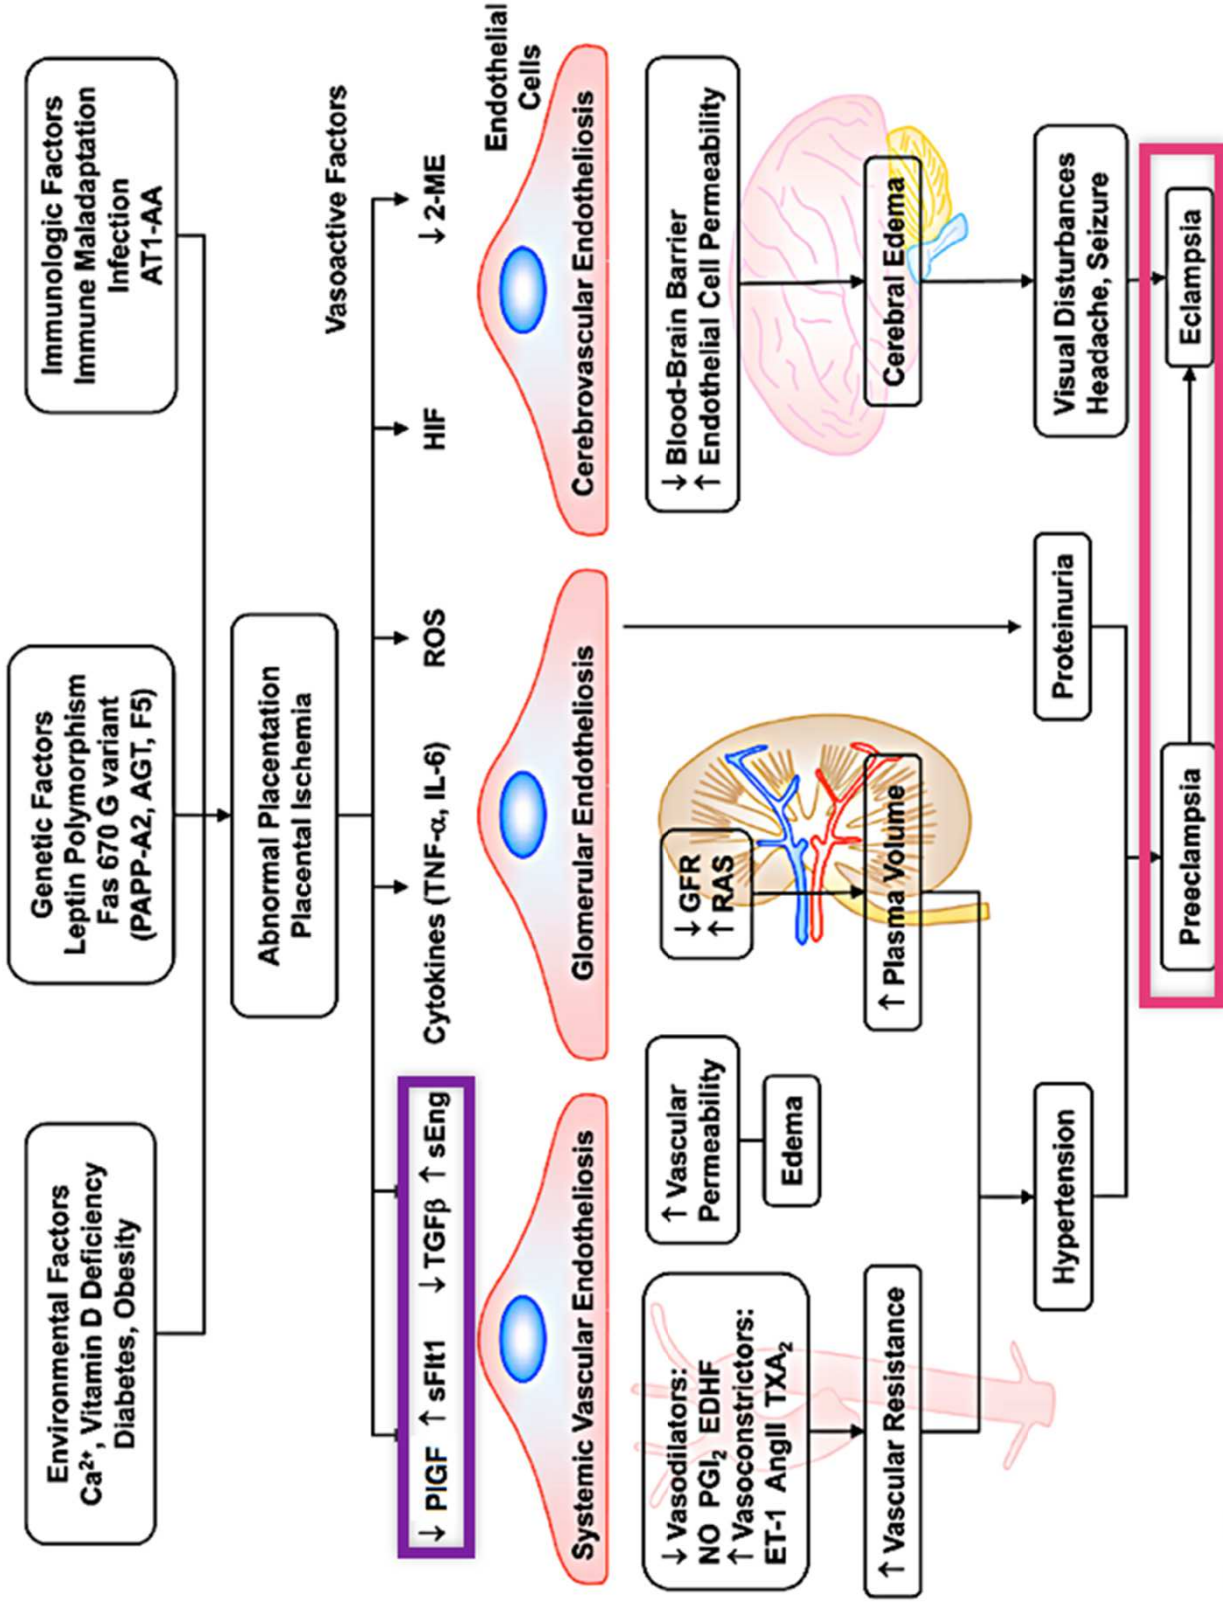 Environmental Factors
Ca²⁺, Vitamin D Deficiency
Diabetes, Obesity
Genetic Factors
Leptin Polymorphism
Fas 670 G variant
(PAPP-A2, AGT, F5)
Immunologic Factors
Immune Maladaptation
Infection
AT1-AA
Abnormal Placentation
Placental Ischemia
Vasoactive Factors
↓ PlGF ↑ sFlt1 ↓ TGFβ ↑ sEng
Cytokines (TNF-α, IL-6)
ROS
HIF
↓ 2-ME
Endothelial
Cells
Systemic Vascular Endotheliosis
Glomerular Endotheliosis
Cerebrovascular Endotheliosis
↓ Vasodilators:
NO PGI₂ EDHF
↑ Vasoconstrictors:
ET-1 AngII TXA₂
↑ Vascular
Permeability
Edema
↓ GFR
↑ RAS
↓ Blood-Brain Barrier
↑ Endothelial Cell Permeability
↑ Vascular Resistance
↑ Plasma Volume
Cerebral Edema
Hypertension
Proteinuria
Visual Disturbances
Headache, Seizure
Preeclampsia
Eclampsia